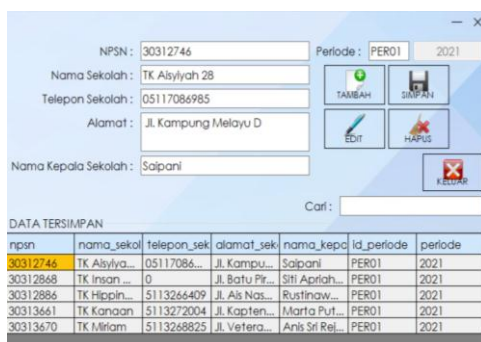 NPSN : 30312746 Periode : PER01 2021
Nama Sekolah : TK Aisyiyah 28
Telepon Sekolah : 05117086985
TAMBAH SIMPAN
Alamat : Jl. Kampung Melayu D
EDIT HAPUS
Nama Kepala Sekolah : Saipani
KELUAR
Cari :
DATA TERSIMPAN
npsn nama_sekol telepon_sek alamat_sek nama_kepa id_periode periode
30312746 TK Aisyiya... 05117086... Jl. Kampu... Saipani PER01 2021
30312868 TK Insan ... 0 Jl. Batu Pir... Siti Apriah... PER01 2021
30312886 TK Hippin... 5113266409 Jl. Ais Nas... Rustinaw... PER01 2021
30313661 TK Kanaan 5113272004 Jl. Kapten... Marta Put... PER01 2021
30313670 TK Miriam 5113268825 Jl. Vetera... Anis Sri Rej... PER01 2021